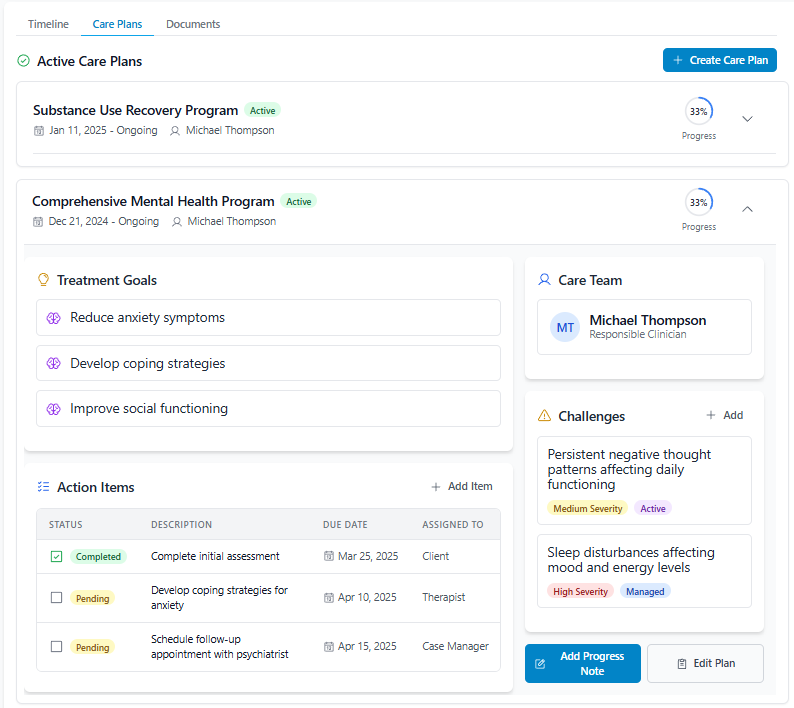 Timeline Care Plans Documents
Active Care Plans
+ Create Care Plan
Substance Use Recovery Program Active
Jan 11, 2025 - Ongoing Michael Thompson
33%
Progress
Comprehensive Mental Health Program Active
Dec 21, 2024 - Ongoing Michael Thompson
33%
Progress
Treatment Goals
Reduce anxiety symptoms
Develop coping strategies
Improve social functioning
Action Items
+ Add Item
STATUS DESCRIPTION DUE DATE ASSIGNED TO
Completed Complete initial assessment Mar 25, 2025 Client
Pending Develop coping strategies for
anxiety Apr 10, 2025 Therapist
Pending Schedule follow-up
appointment with psychiatrist Apr 15, 2025 Case Manager
Care Team
MT
Michael Thompson
Responsible Clinician
Challenges
+ Add
Persistent negative thought
patterns affecting daily
functioning
Medium Severity Active
Sleep disturbances affecting
mood and energy levels
High Severity Managed
Add Progress
Note
Edit Plan